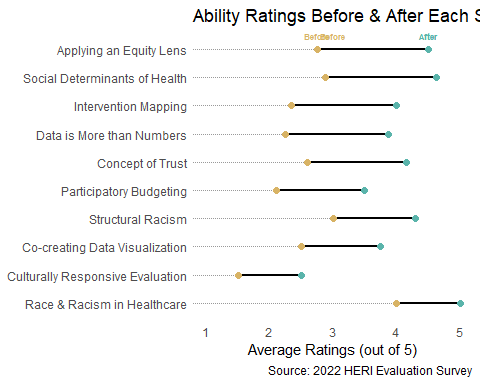 Ability Ratings Before & After Each S
Before Before After
Applying an Equity Lens
Social Determinants of Health
Intervention Mapping
Data is More than Numbers
Concept of Trust
Participatory Budgeting
Structural Racism
Co-creating Data Visualization
Culturally Responsive Evaluation
Race & Racism in Healthcare
1 2 3 4 5
Average Ratings (out of 5)
Source: 2022 HERI Evaluation Survey